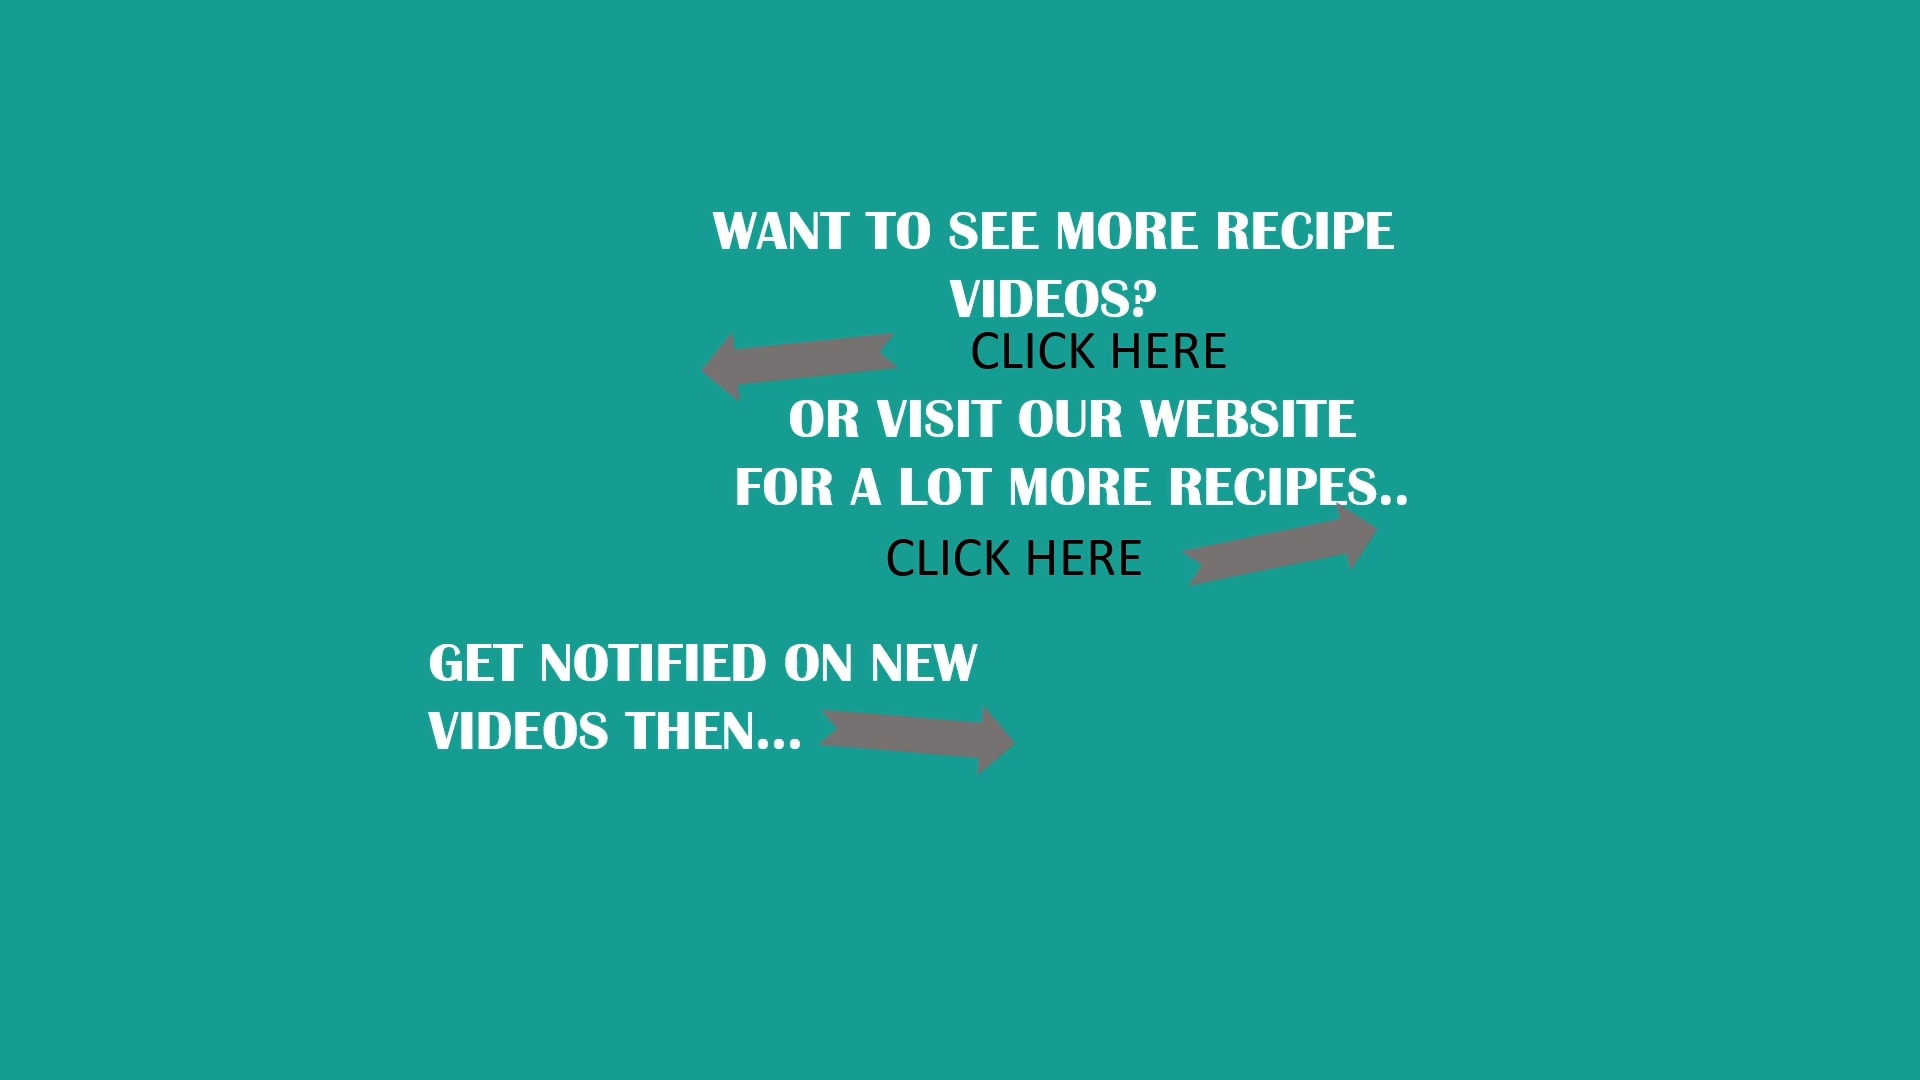 WANT TO SEE MORE RECIPE
VIDEOS?
CLICK HERE
OR VISIT OUR WEBSITE
FOR A LOT MORE RECIPES..
CLICK HERE
GET NOTIFIED ON NEW
VIDEOS THEN...